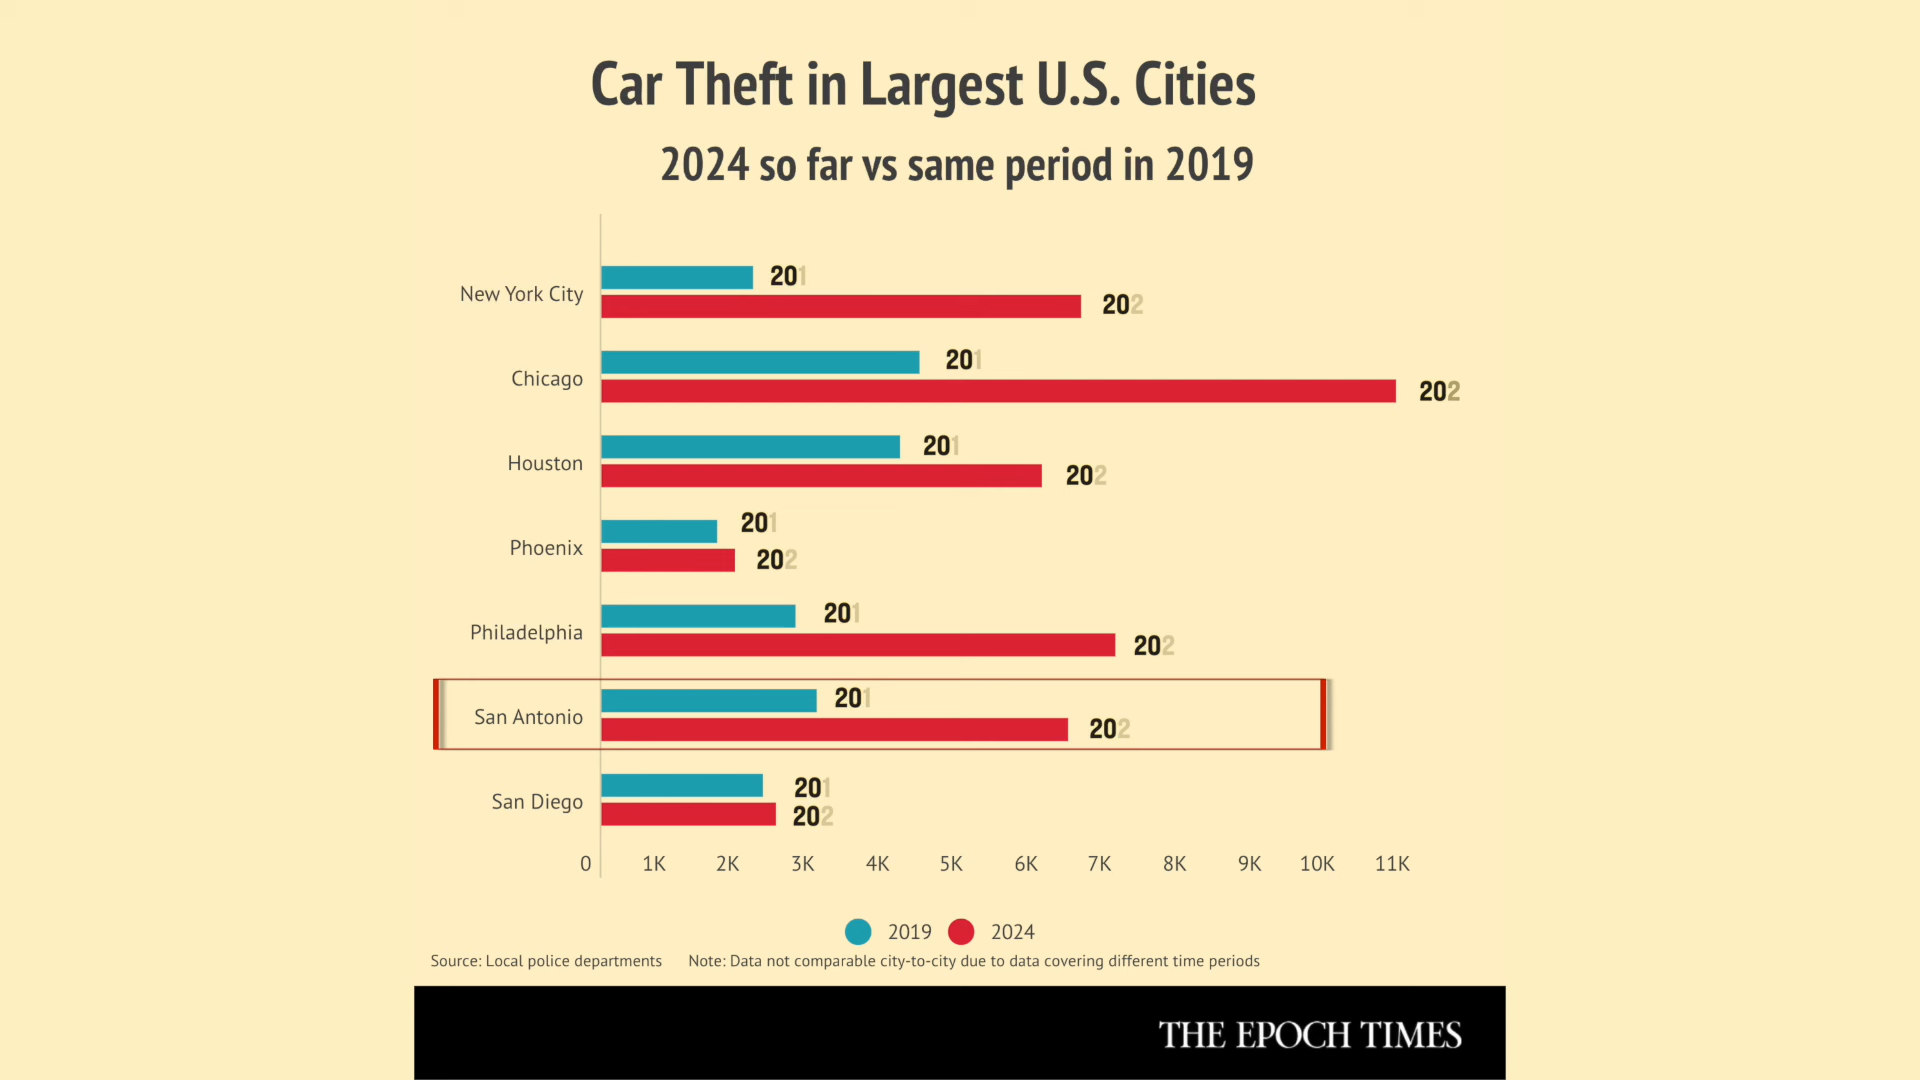 Car Theft in Largest U.S. Cities
2024 so far vs same period in 2019
New York City
201
202
Chicago
201
202
Houston
201
202
Phoenix
201
202
Philadelphia
201
202
San Antonio
201
202
San Diego
201
202
0 1K 2K 3K 4K 5K 6K 7K 8K 9K 10K 11K
2019 2024
Source: Local police departments Note: Data not comparable city-to-city due to data covering different time periods
THE EPOCH TIMES